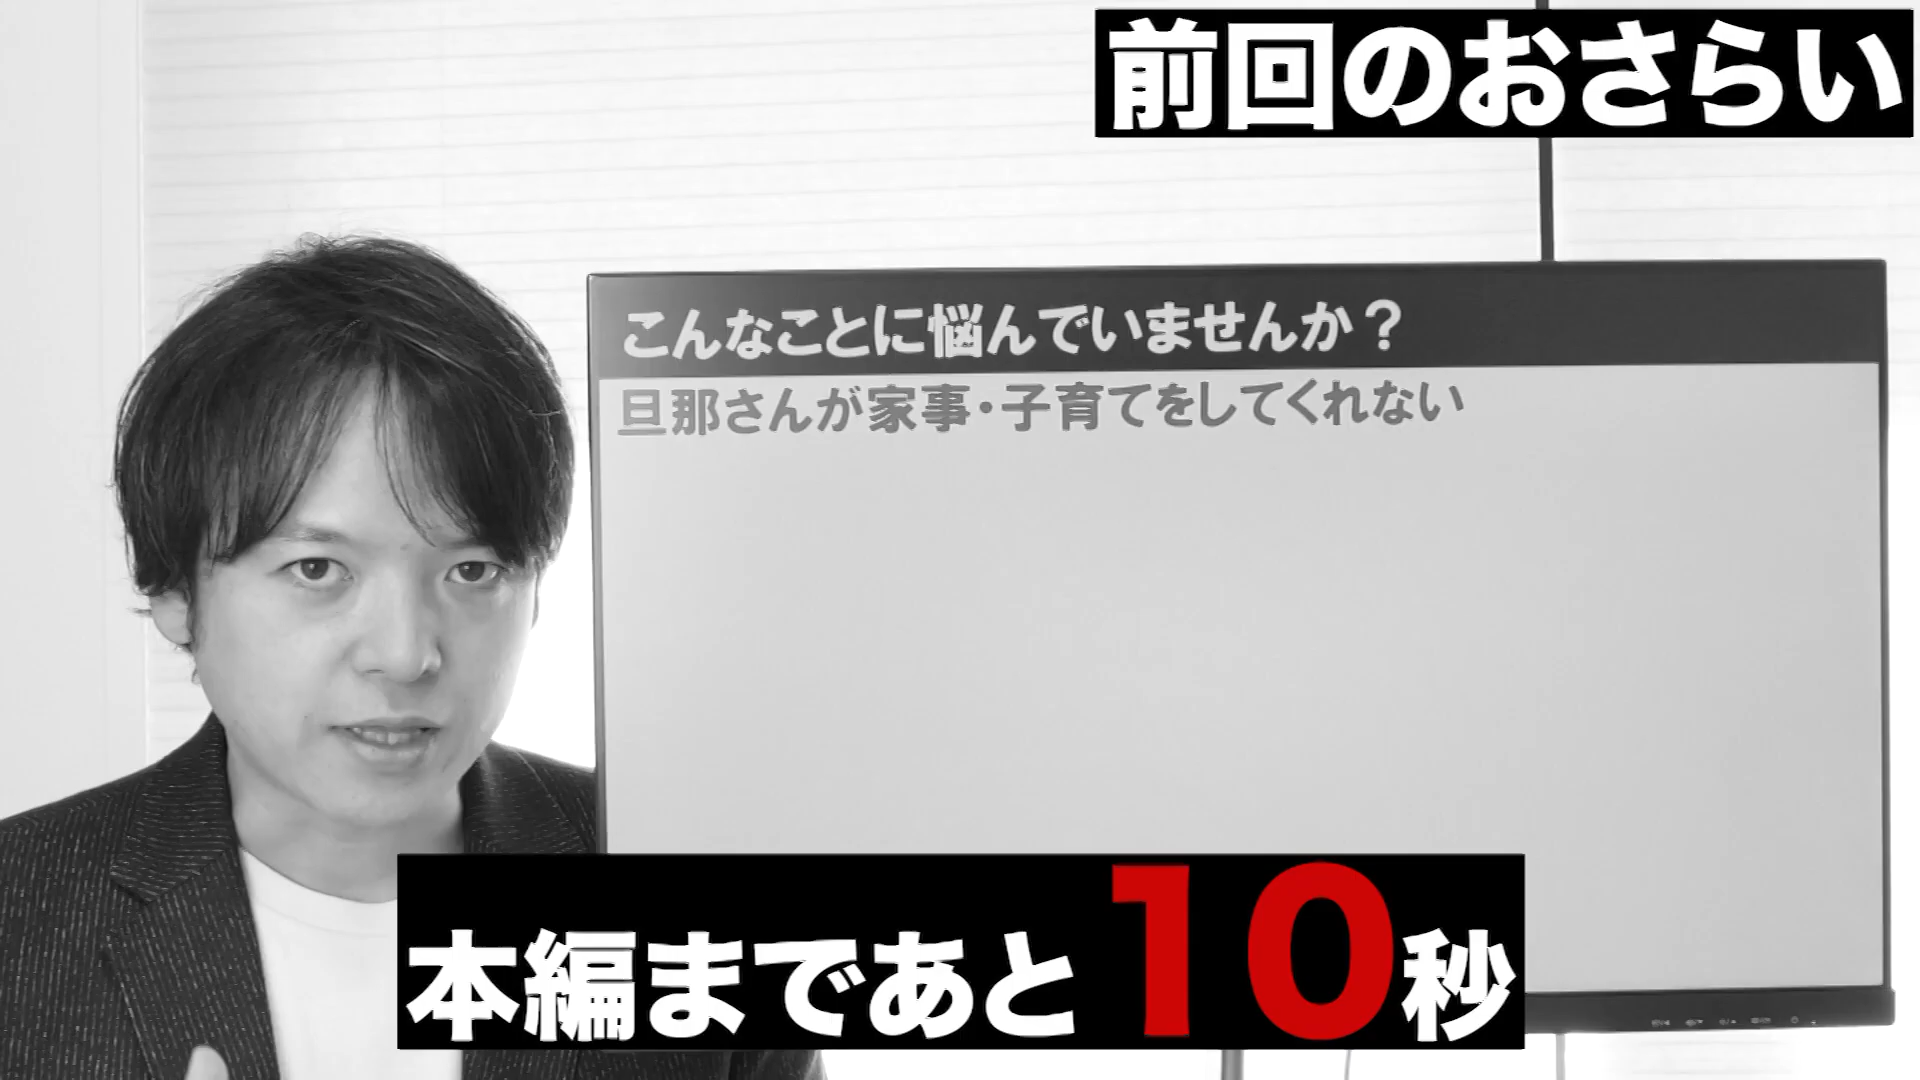 前回のおさらい
こんなことに悩んでいませんか？
旦那さんが家事・子育てをしてくれない
本編まであと10秒